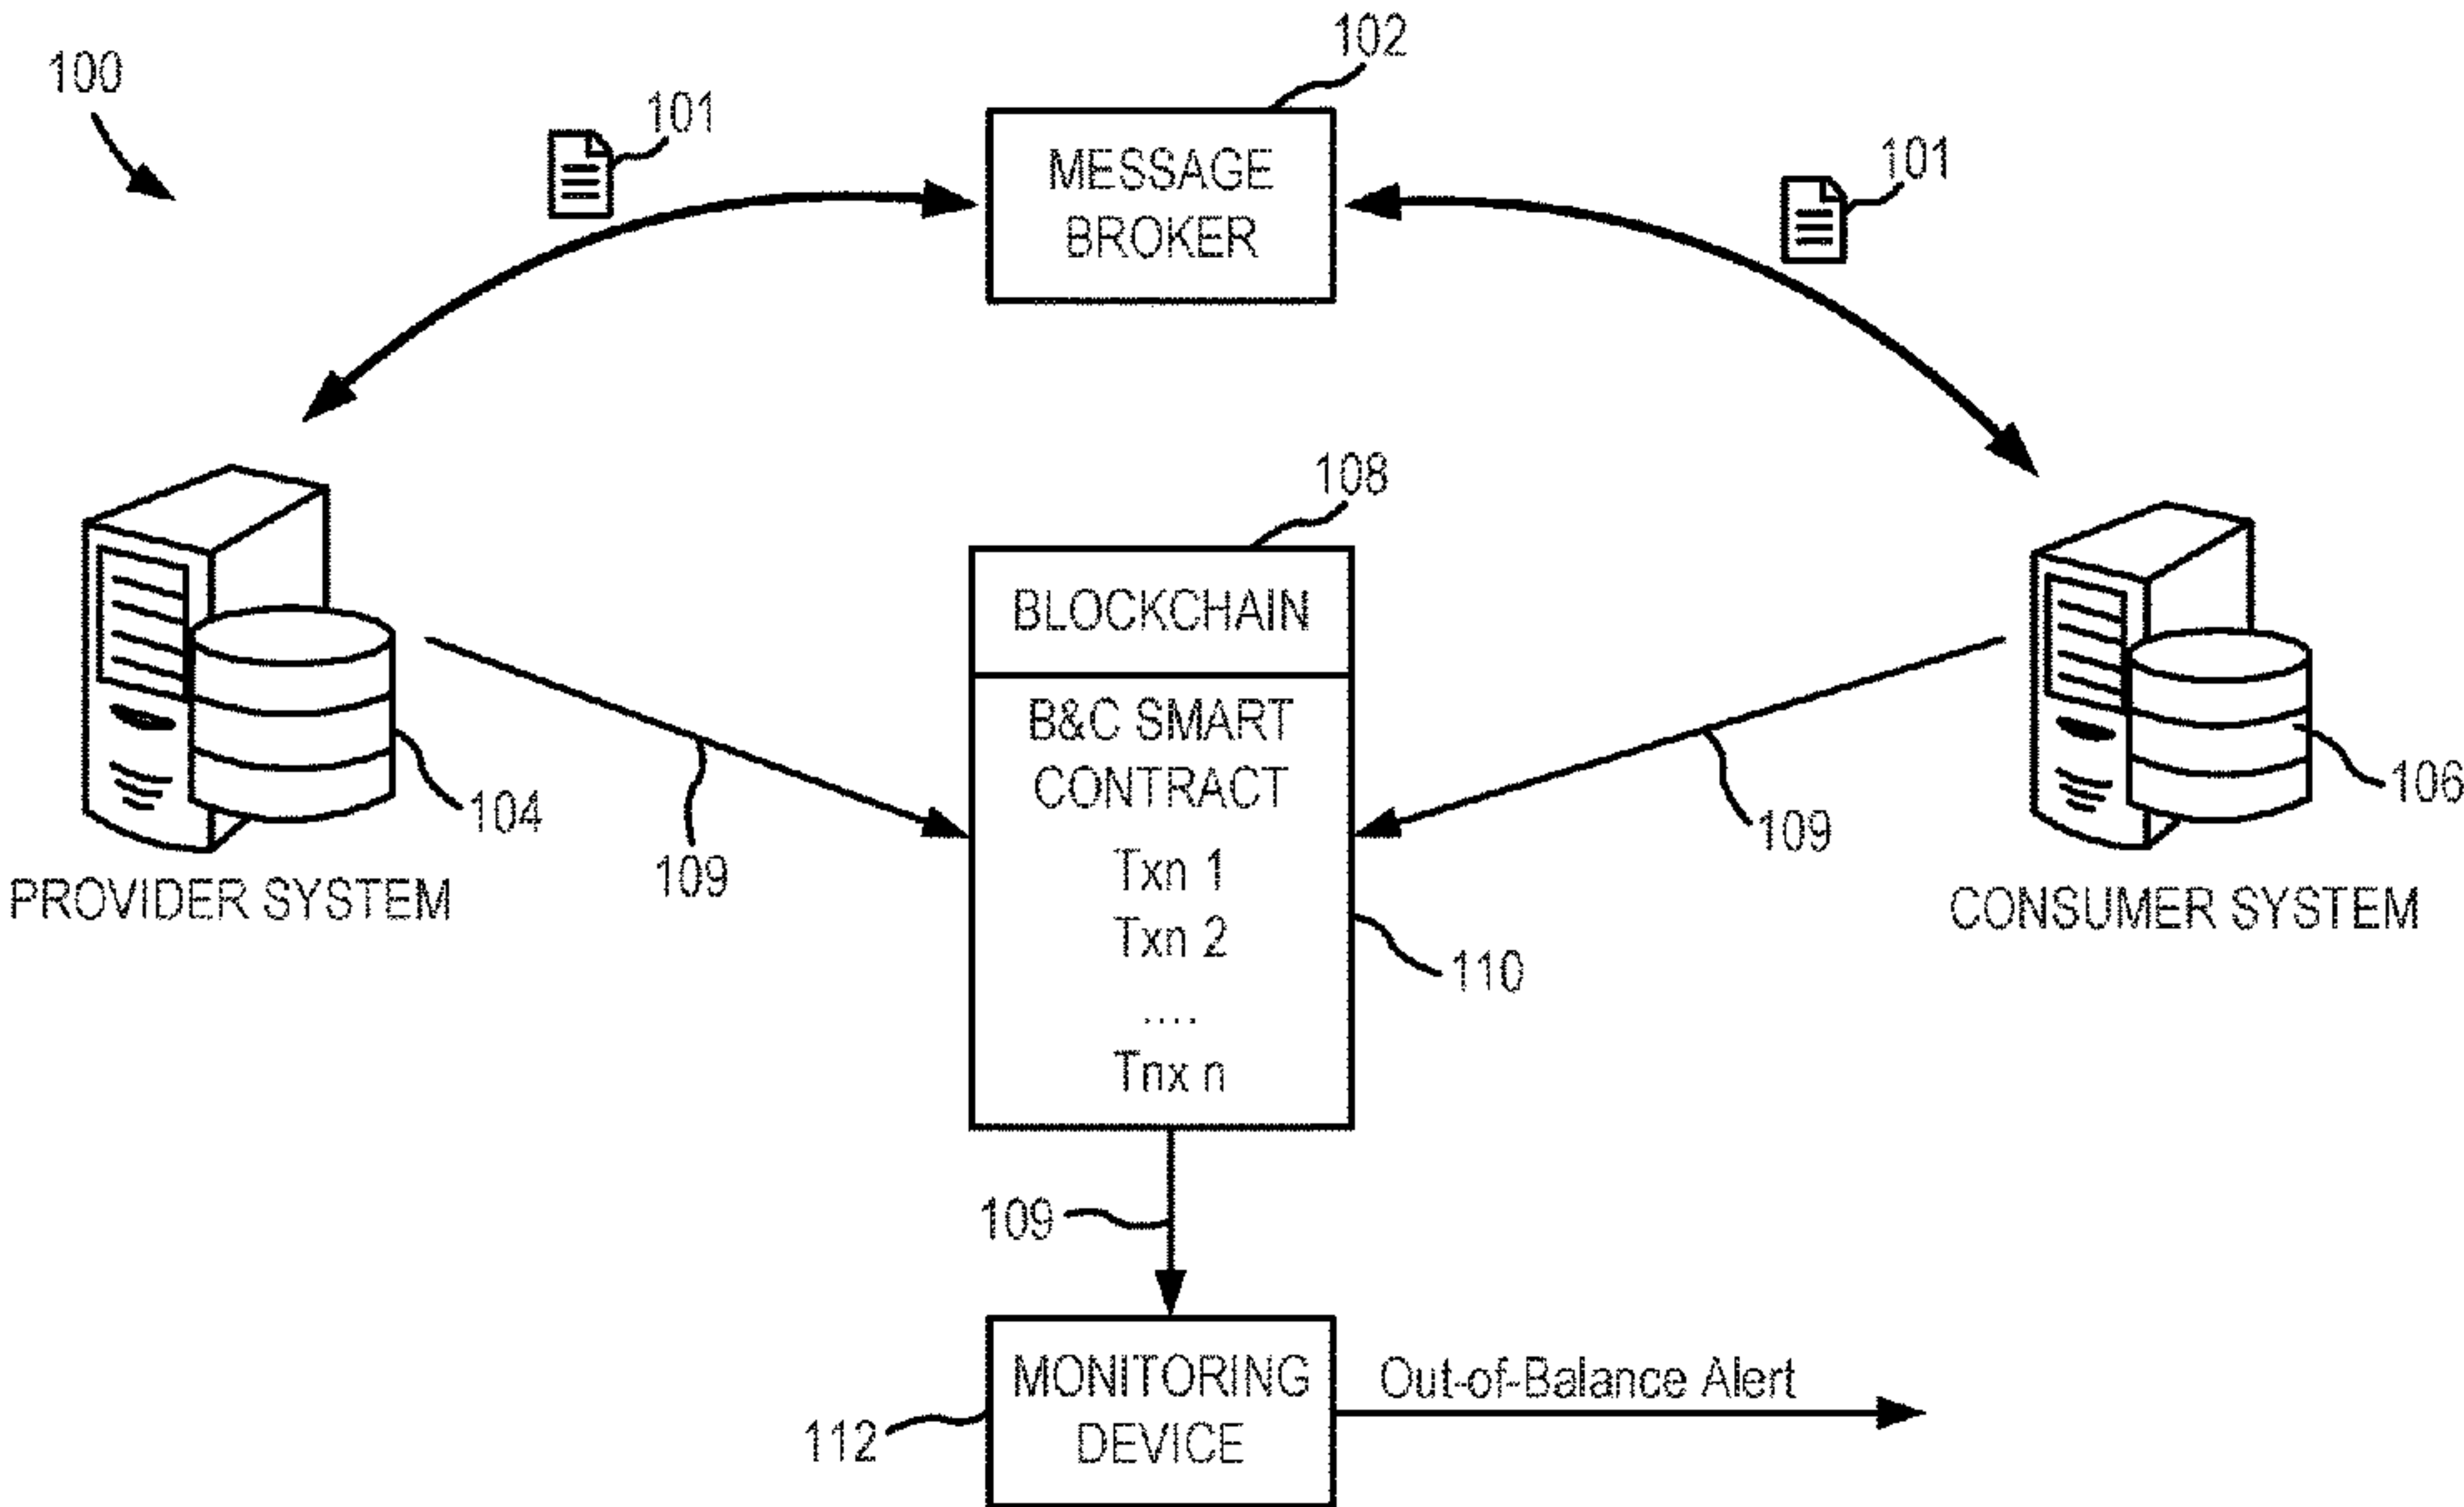 100
102
101
MESSAGE
BROKER
101
108
BLOCKCHAIN
B&C SMART
CONTRACT
Txn 1
Txn 2
....
Tnx n
104
109
109
106
PROVIDER SYSTEM
CONSUMER SYSTEM
110
109
MONITORING
DEVICE
112
Out-of-Balance Alert